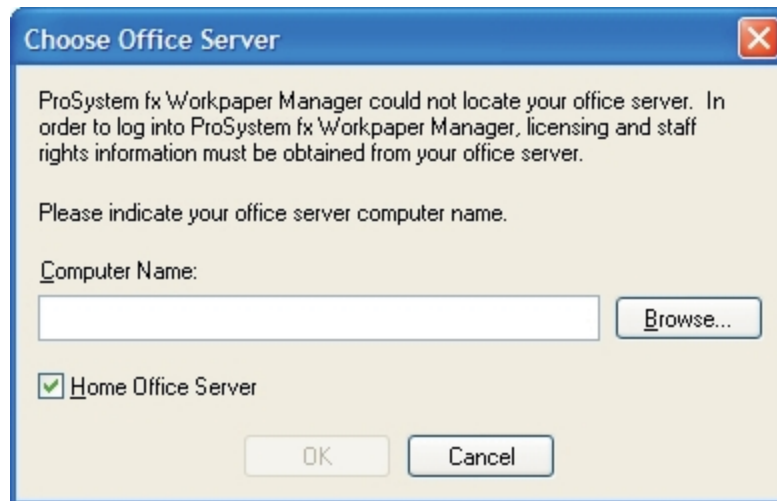 Choose Office Server
ProSystem fx Workpaper Manager could not locate your office server. In
order to log into ProSystem fx Workpaper Manager, licensing and staff
rights information must be obtained from your office server.
Please indicate your office server computer name.
Computer Name:
Browse...
Home Office Server
OK Cancel